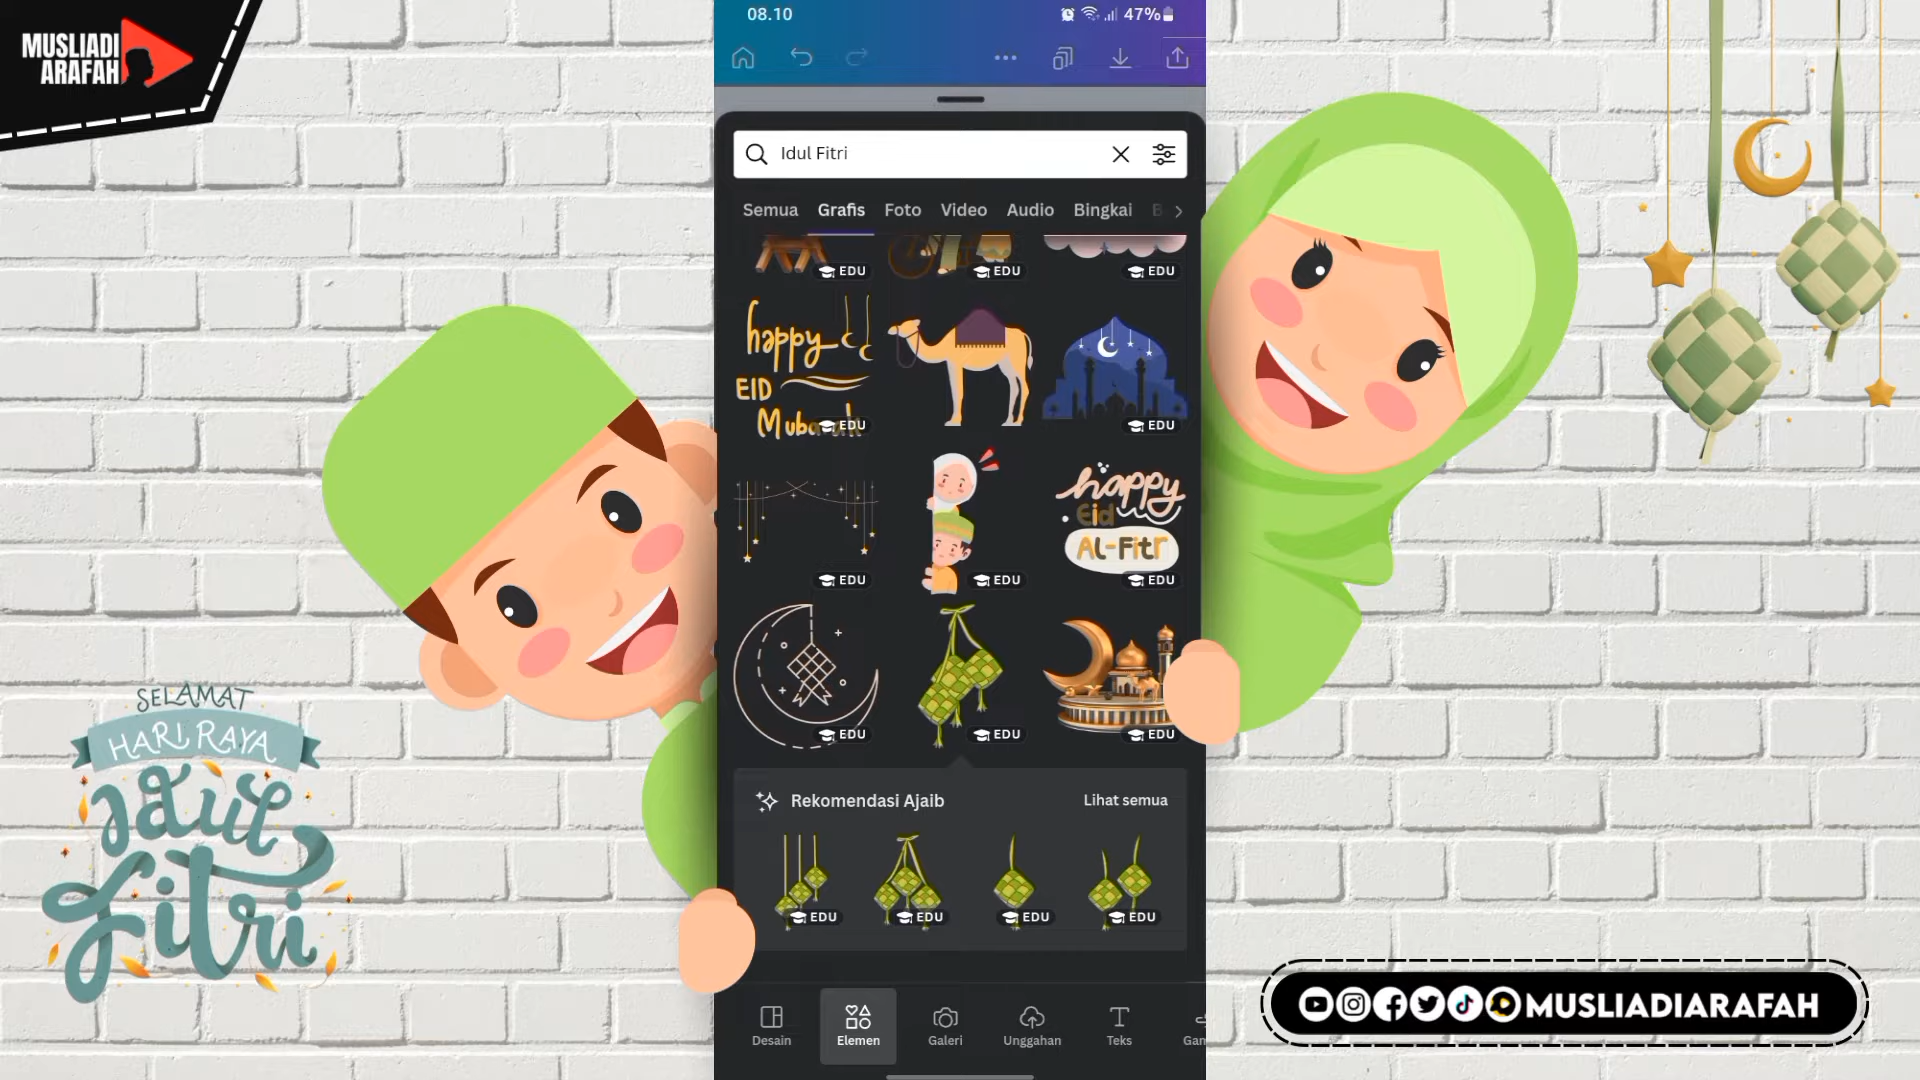 MUSLIADI
ARAFAH
08.10
47%
Idul Fitri
Semua Grafis Foto Video Audio Bingkai B
EDU EDU EDU
happy
EID
Mubarak
EDU EDU
happy
Eid
Al-Fitr
EDU EDU EDU
EDU EDU EDU
Rekomendasi Ajaib Lihat semua
EDU EDU EDU EDU
Desain Elemen Galeri Unggahan Teks Gam
SELAMAT
HARI RAYA
idul
fitri
MUSLIADIARAFAH